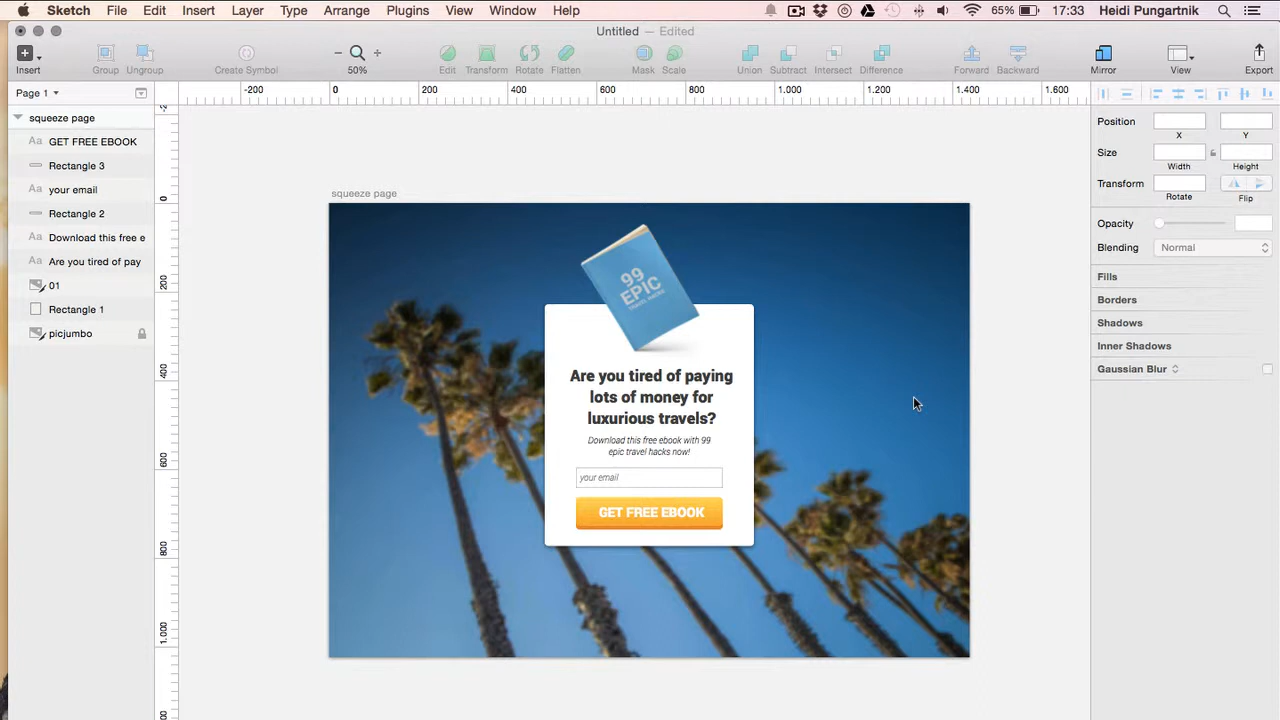 Sketch File Edit Insert Layer Type Arrange Plugins View Window Help 65% 17:33 Heidi Pungartnik
Untitled — Edited
Insert Group Ungroup Create Symbol 50% Edit Transform Rotate Flatten Mask Scale Union Subtract Intersect Difference Forward Backward Mirror View Export
Page 1
-200 0 200 400 600 800 1.000 1.200 1.400 1.600
squeeze page
Aa GET FREE EBOOK
Rectangle 3
Aa your email
Rectangle 2
Aa Download this free e
Aa Are you tired of pay
01
Rectangle 1
picjumbo
0
200
400
600
800
1.000
squeeze page
99
EPIC
TRAVEL HACKS
Are you tired of paying
lots of money for
luxurious travels?
Download this free ebook with 99
epic travel hacks now!
your email
GET FREE EBOOK
Position
X Y
Size
Width Height
Transform
Rotate Flip
Opacity
Blending Normal
Fills
Borders
Shadows
Inner Shadows
Gaussian Blur